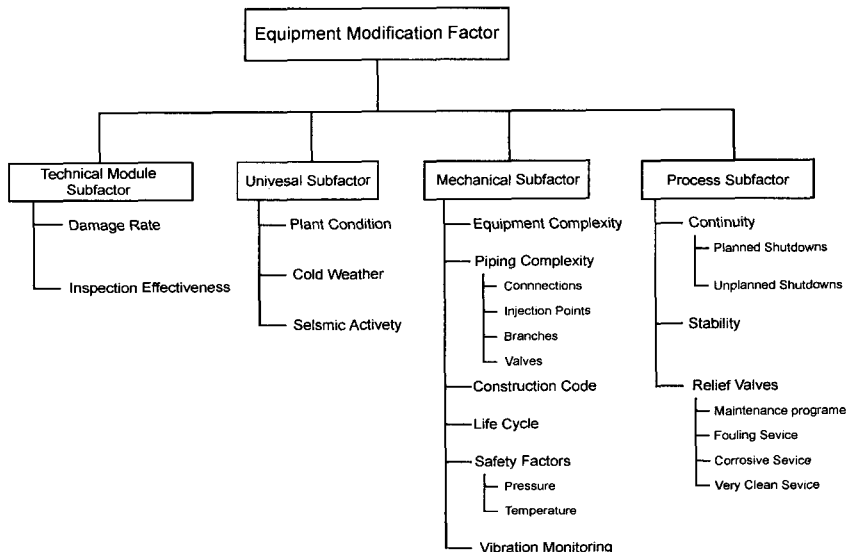 Equipment Modification Factor
Technical Module
Subfactor
Damage Rate
Inspection Effectiveness
Univesal Subfactor
Plant Condition
Cold Weather
Selsmic Activety
Mechanical Subfactor
Equipment Complexity
Piping Complexity
Connnections
Injection Points
Branches
Valves
Construction Code
Life Cycle
Safety Factors
Pressure
Temperature
Vibration Monitoring
Process Subfactor
Continuity
Planned Shutdowns
Unplanned Shutdowns
Stability
Relief Valves
Maintenance programe
Fouling Sevice
Corrosive Sevice
Very Clean Sevice